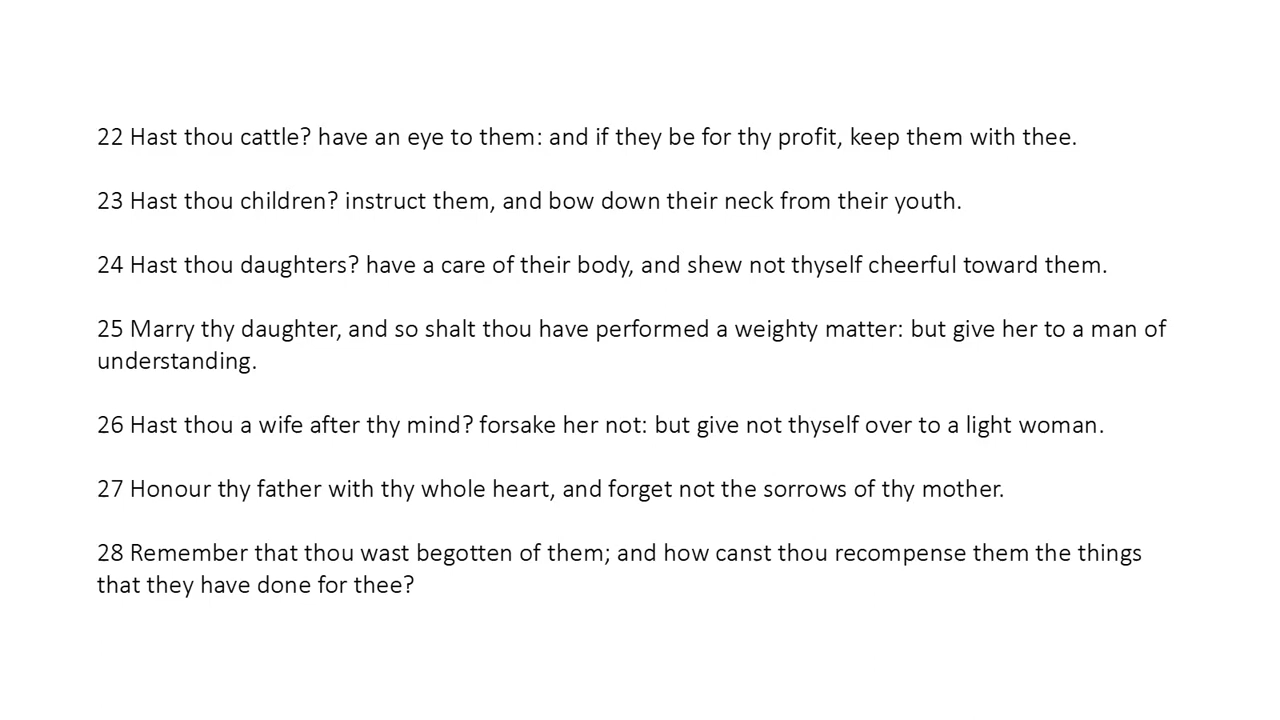 22 Hast thou cattle? have an eye to them: and if they be for thy profit, keep them with thee.
23 Hast thou children? instruct them, and bow down their neck from their youth.
24 Hast thou daughters? have a care of their body, and shew not thyself cheerful toward them.
25 Marry thy daughter, and so shalt thou have performed a weighty matter: but give her to a man of
understanding.
26 Hast thou a wife after thy mind? forsake her not: but give not thyself over to a light woman.
27 Honour thy father with thy whole heart, and forget not the sorrows of thy mother.
28 Remember that thou wast begotten of them; and how canst thou recompense them the things
that they have done for thee?